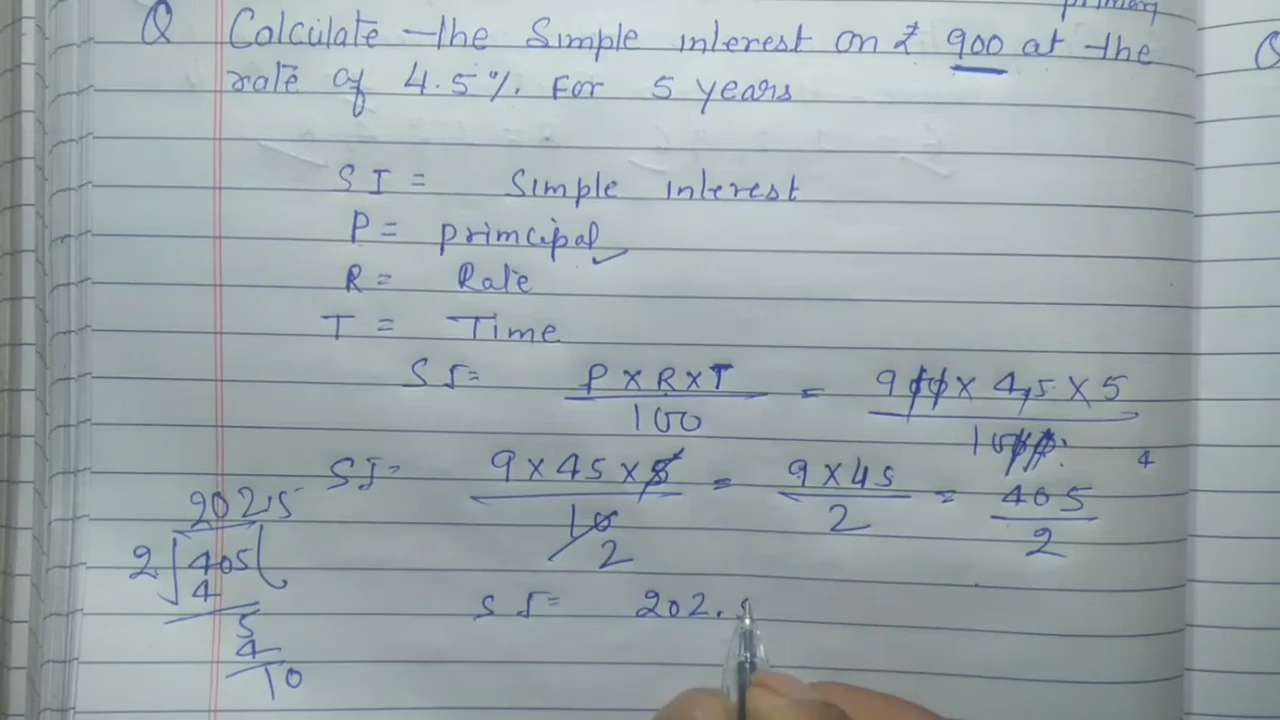 Q Calculate the Simple interest on ₹ 900 at the
rate of 4.5 % For 5 years
SI = Simple interest
P = principal
R = Rate
T = Time
SI = P X R X T / 100 = 900 X 4.5 X 5 / 1000
SI = 9 X 45 X 5 / 10 2 = 9 X 45 / 2 = 405 / 2
4
202.5
2 405
4
5
4
10
SI = 202.5